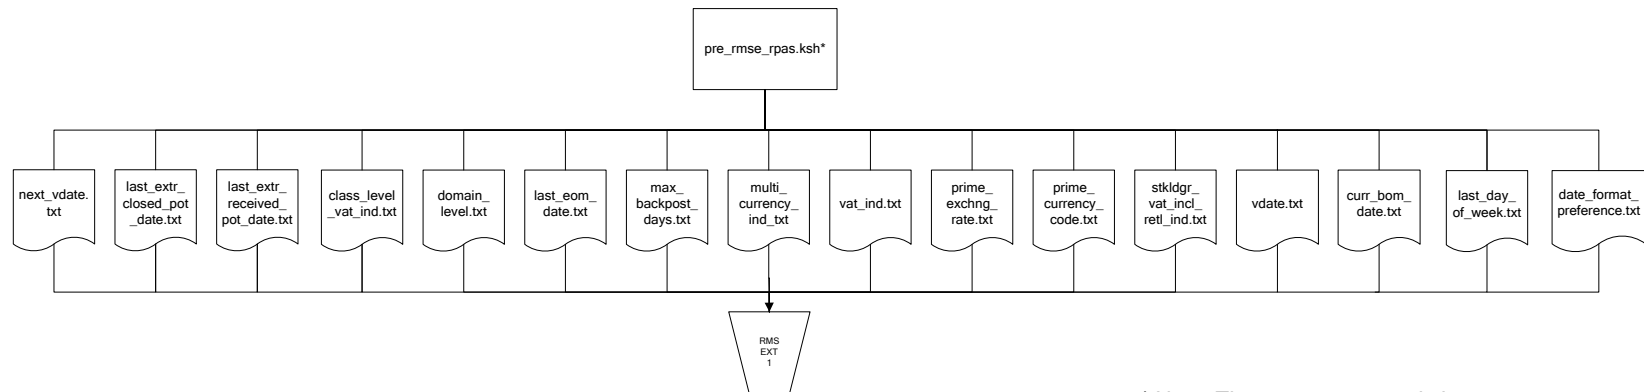 pre_rmse_rpas.ksh*
next_vdate.
txt
last_extr_
closed_pot
_date.txt
last_extr_
received_
pot_date.txt
class_level
_vat_ind.txt
domain_
level.txt
last_eom_
date.txt
max_
backpost_
days.txt
multi_
currency_
ind_txt
vat_ind.txt
prime_
exchng_
rate.txt
prime_
currency_
code.txt
stkldgr_
vat_incl_
retl_ind.txt
vdate.txt
curr_bom_
date.txt
last_day_
of_week.txt
date_format_
preference.txt
RMS
EXT
1